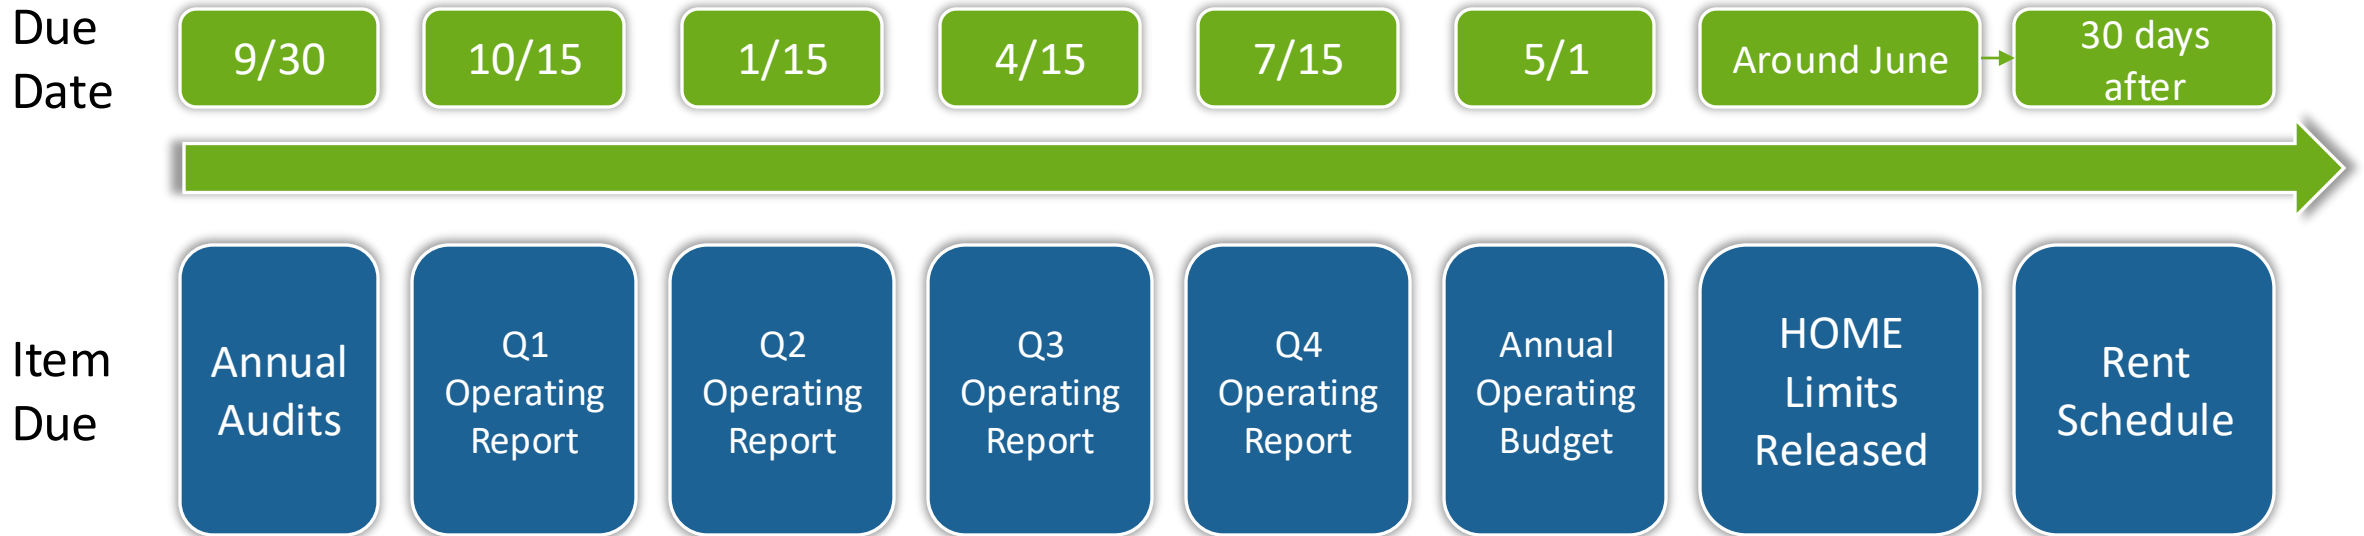 Due
Date
9/30
10/15
1/15
4/15
7/15
5/1
Around June
30 days
after
Item
Due
Annual
Audits
Q1
Operating
Report
Q2
Operating
Report
Q3
Operating
Report
Q4
Operating
Report
Annual
Operating
Budget
HOME
Limits
Released
Rent
Schedule